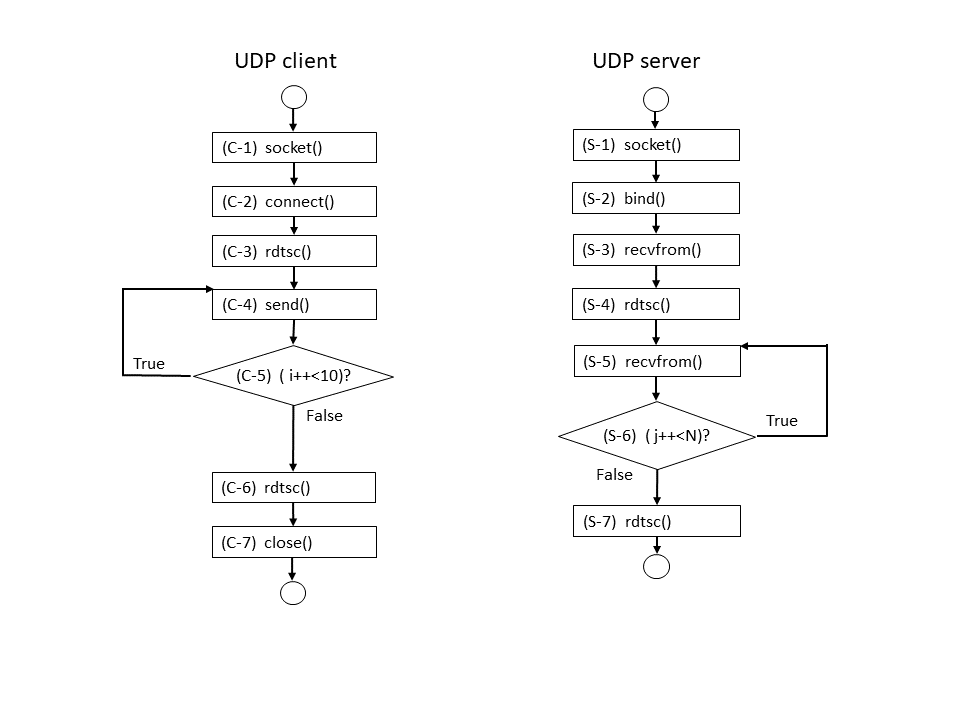 UDP client
(C-1) socket()
(C-2) connect()
(C-3) rdtsc()
(C-4) send()
True
(C-5) ( i++<10)?
False
(C-6) rdtsc()
(C-7) close()
UDP server
(S-1) socket()
(S-2) bind()
(S-3) recvfrom()
(S-4) rdtsc()
(S-5) recvfrom()
True
(S-6) ( j++<N)?
False
(S-7) rdtsc()